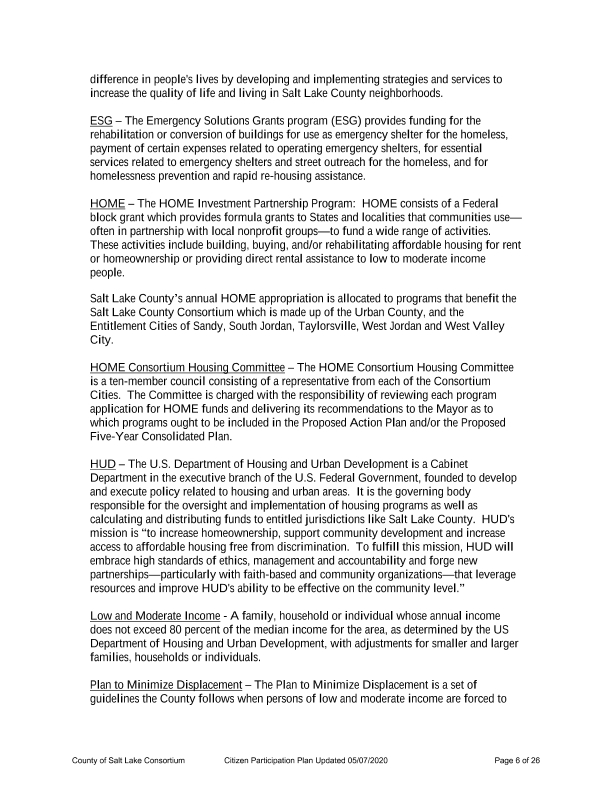 difference in people's lives by developing and implementing strategies and services to
increase the quality of life and living in Salt Lake County neighborhoods.
ESG – The Emergency Solutions Grants program (ESG) provides funding for the
rehabilitation or conversion of buildings for use as emergency shelter for the homeless,
payment of certain expenses related to operating emergency shelters, for essential
services related to emergency shelters and street outreach for the homeless, and for
homelessness prevention and rapid re-housing assistance.
HOME – The HOME Investment Partnership Program:  HOME consists of a Federal
block grant which provides formula grants to States and localities that communities use—
often in partnership with local nonprofit groups—to fund a wide range of activities.
These activities include building, buying, and/or rehabilitating affordable housing for rent
or homeownership or providing direct rental assistance to low to moderate income
people.
Salt Lake County's annual HOME appropriation is allocated to programs that benefit the
Salt Lake County Consortium which is made up of the Urban County, and the
Entitlement Cities of Sandy, South Jordan, Taylorsville, West Jordan and West Valley
City.
HOME Consortium Housing Committee – The HOME Consortium Housing Committee
is a ten-member council consisting of a representative from each of the Consortium
Cities.  The Committee is charged with the responsibility of reviewing each program
application for HOME funds and delivering its recommendations to the Mayor as to
which programs ought to be included in the Proposed Action Plan and/or the Proposed
Five-Year Consolidated Plan.
HUD – The U.S. Department of Housing and Urban Development is a Cabinet
Department in the executive branch of the U.S. Federal Government, founded to develop
and execute policy related to housing and urban areas.  It is the governing body
responsible for the oversight and implementation of housing programs as well as
calculating and distributing funds to entitled jurisdictions like Salt Lake County.  HUD's
mission is "to increase homeownership, support community development and increase
access to affordable housing free from discrimination.  To fulfill this mission, HUD will
embrace high standards of ethics, management and accountability and forge new
partnerships—particularly with faith-based and community organizations—that leverage
resources and improve HUD's ability to be effective on the community level."
Low and Moderate Income - A family, household or individual whose annual income
does not exceed 80 percent of the median income for the area, as determined by the US
Department of Housing and Urban Development, with adjustments for smaller and larger
families, households or individuals.
Plan to Minimize Displacement – The Plan to Minimize Displacement is a set of
guidelines the County follows when persons of low and moderate income are forced to
County of Salt Lake Consortium Citizen Participation Plan Updated 05/07/2020 Page 6 of 26